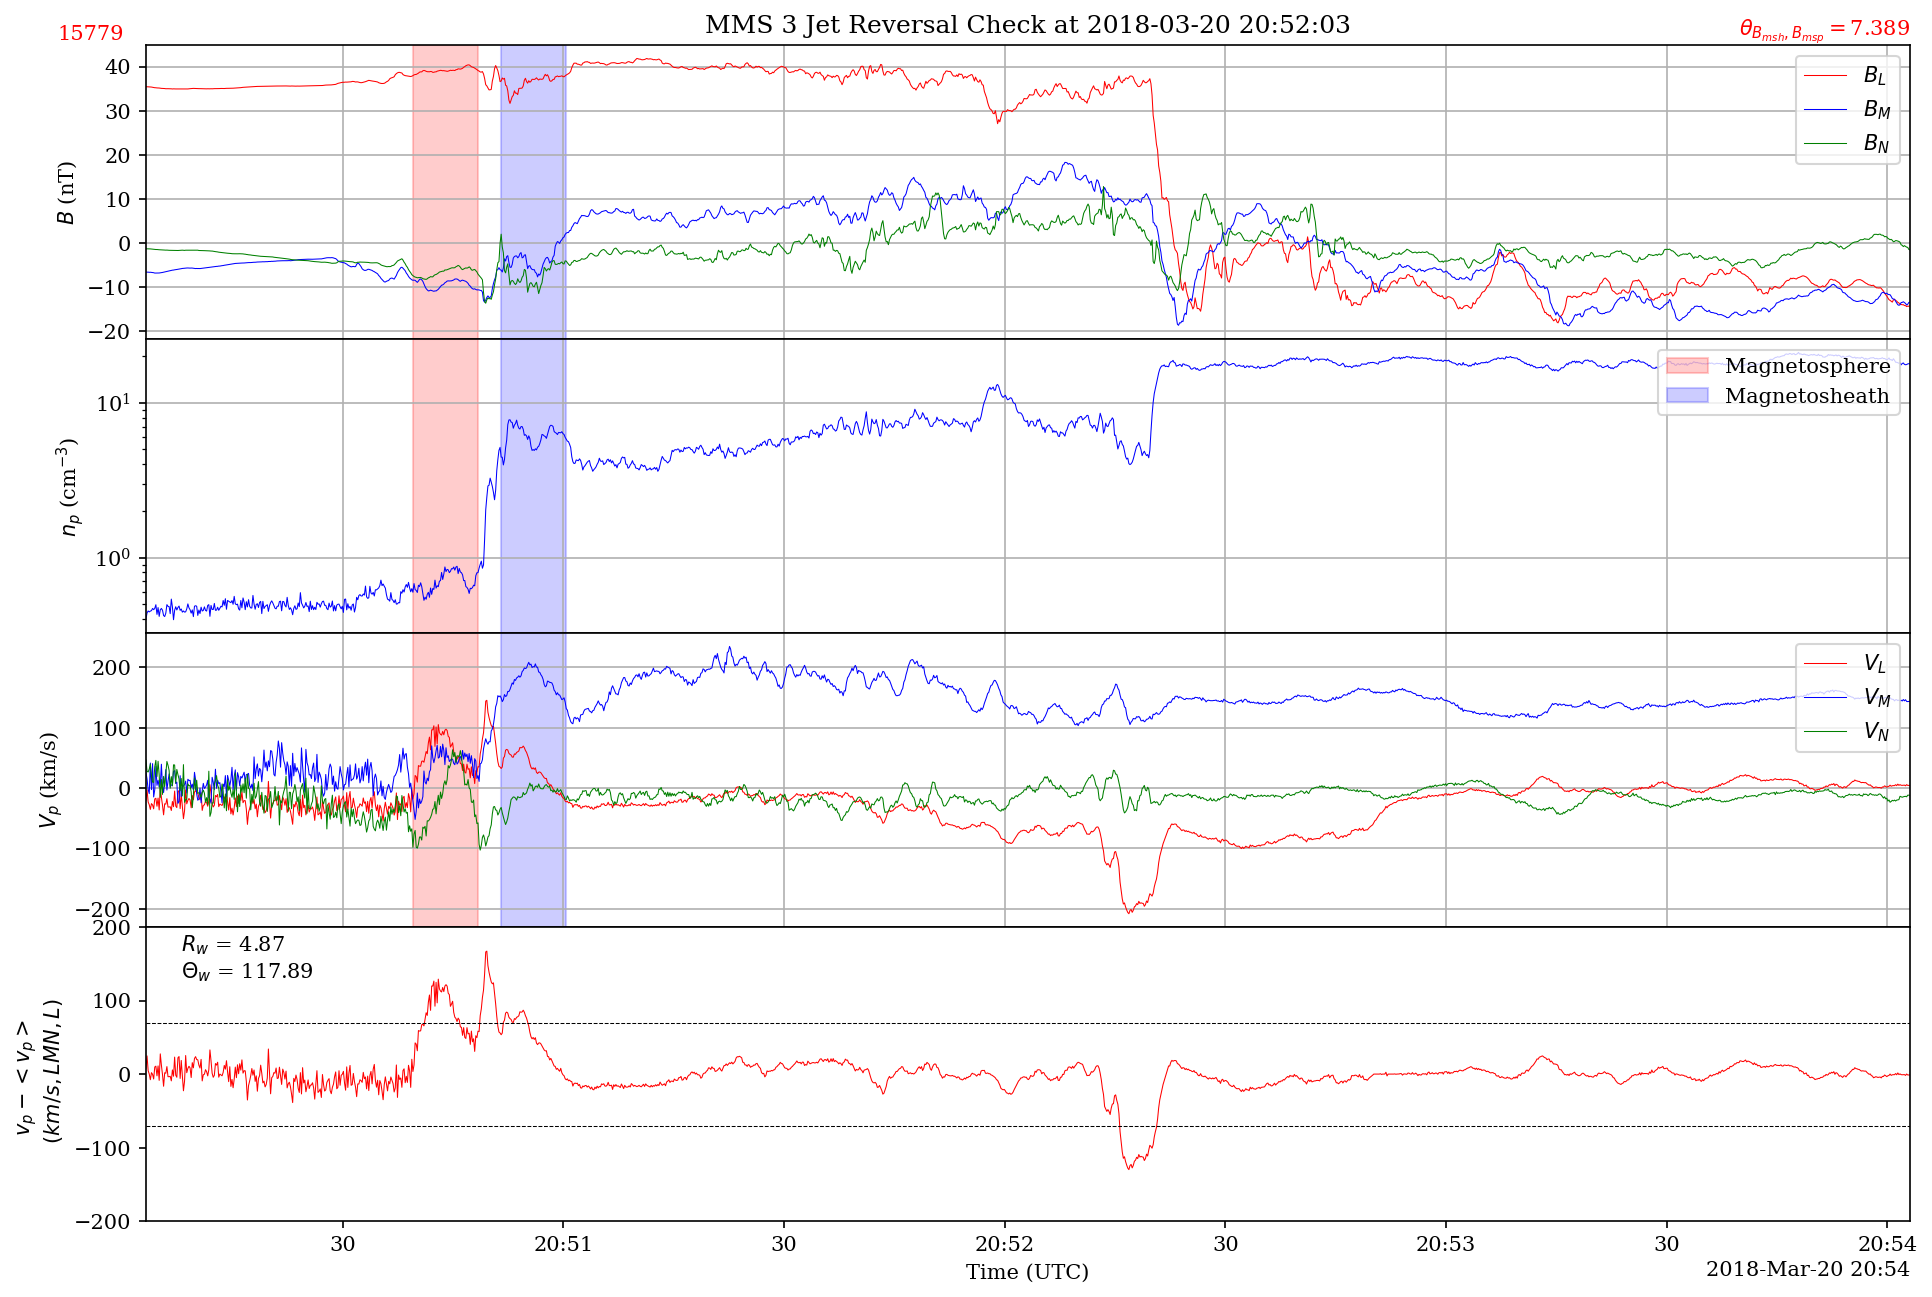 MMS 3 Jet Reversal Check at 2018-03-20 20:52:03
15779
θ_{B_{msh}, B_{msp}} = 7.389
40
30
20
10
0
−10
−20
B (nT)
B_L
B_M
B_N
10¹
10⁰
n_p (cm⁻³)
Magnetosphere
Magnetosheath
200
100
0
−100
−200
V_p (km/s)
V_L
V_M
V_N
200
100
0
−100
−200
v_p − < v_p >
(km/s, LMN, L)
R_w = 4.87
Θ_w = 117.89
30 20:51 30 20:52 30 20:53 30 20:54
Time (UTC)
2018-Mar-20 20:54